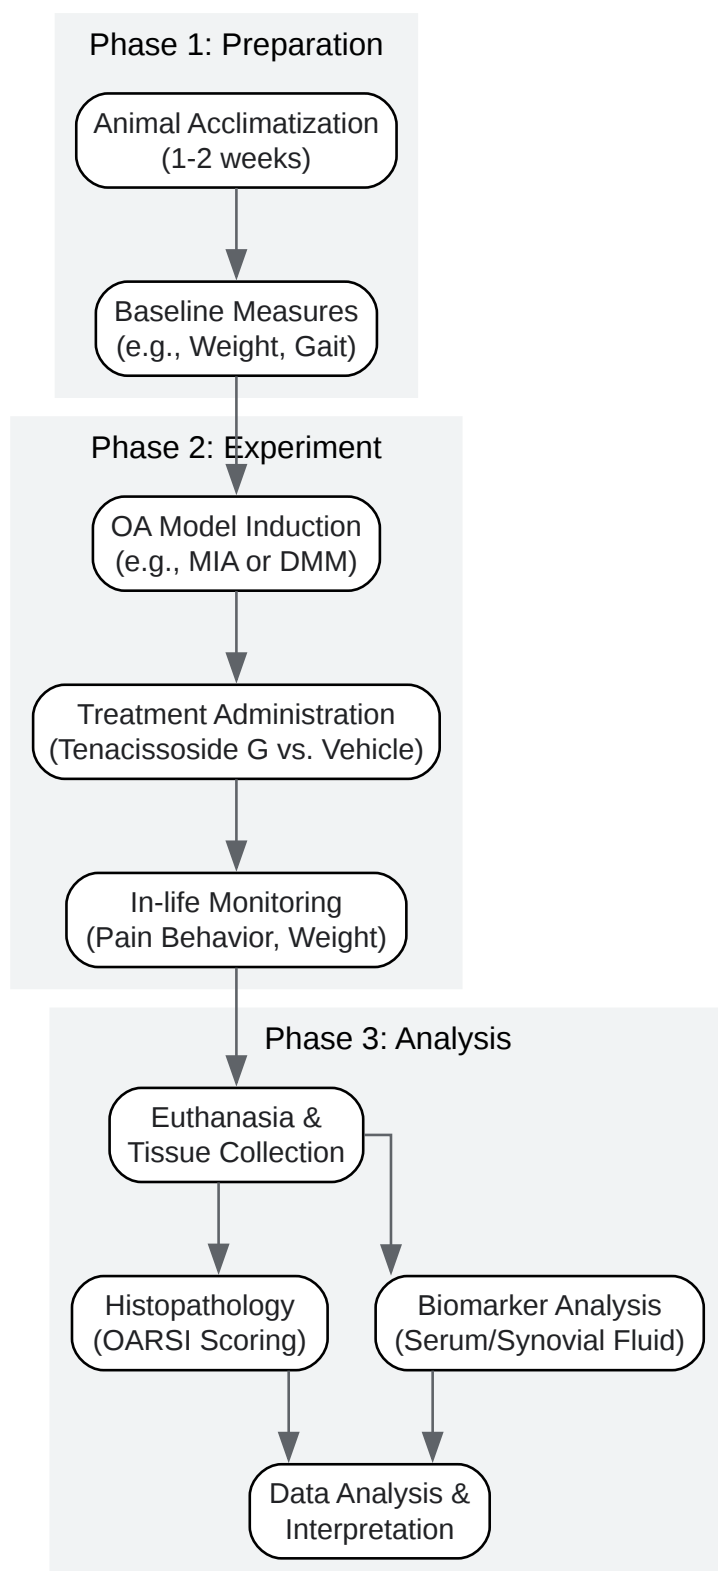 Phase 1: Preparation
Animal Acclimatization
(1-2 weeks)
Baseline Measures
(e.g., Weight, Gait)
Phase 2: Experiment
OA Model Induction
(e.g., MIA or DMM)
Treatment Administration
(Tenacissoside G vs. Vehicle)
In-life Monitoring
(Pain Behavior, Weight)
Phase 3: Analysis
Euthanasia &
Tissue Collection
Histopathology
(OARSI Scoring)
Biomarker Analysis
(Serum/Synovial Fluid)
Data Analysis &
Interpretation